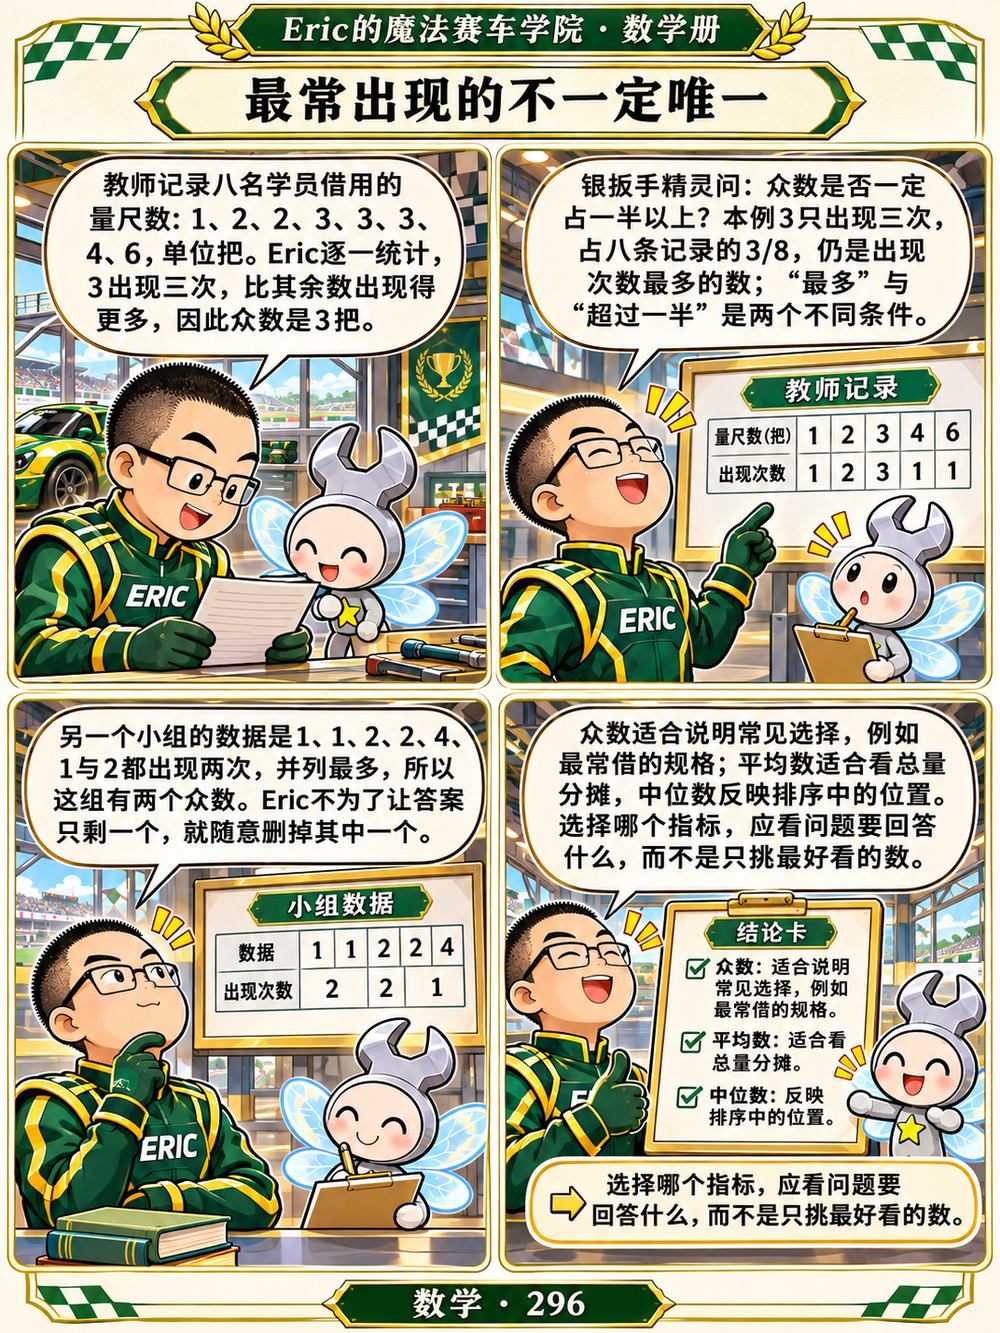 Eric的魔法赛车学院 · 数学册
最常出现的不一定唯一
教师记录八名学员借用的
量尺数：1、2、2、3、3、3、
4、6，单位把。Eric逐一统计，
3出现三次，比其余数出现得
更多，因此众数是3把。
ERIC
银扳手精灵问：众数是否一定
占一半以上？本例3只出现三次，
占八条记录的3/8，仍是出现
次数最多的数；“最多”与
“超过一半”是两个不同条件。
教师记录
量尺数(把) 1 2 3 4 6
出现次数 1 2 3 1 1
ERIC
另一个小组的数据是1、1、2、2、4、
1与2都出现两次，并列最多，所以
这组有两个众数。Eric不为了让答案
只剩一个，就随意删掉其中一个。
小组数据
数据 1 1 2 2 4
出现次数 2 2 1
ERIC
众数适合说明常见选择，例如
最常借的规格；平均数适合看总量
分摊，中位数反映排序中的位置。
选择哪个指标，应看问题要回答
什么，而不是只挑最好看的数。
结论卡
众数：适合说明
常见选择，例如
最常借的规格。
平均数：适合看
总量分摊。
中位数：反映
排序中的位置。
E
选择哪个指标，应看问题要
回答什么，而不是只挑最好看的数。
数学 · 296